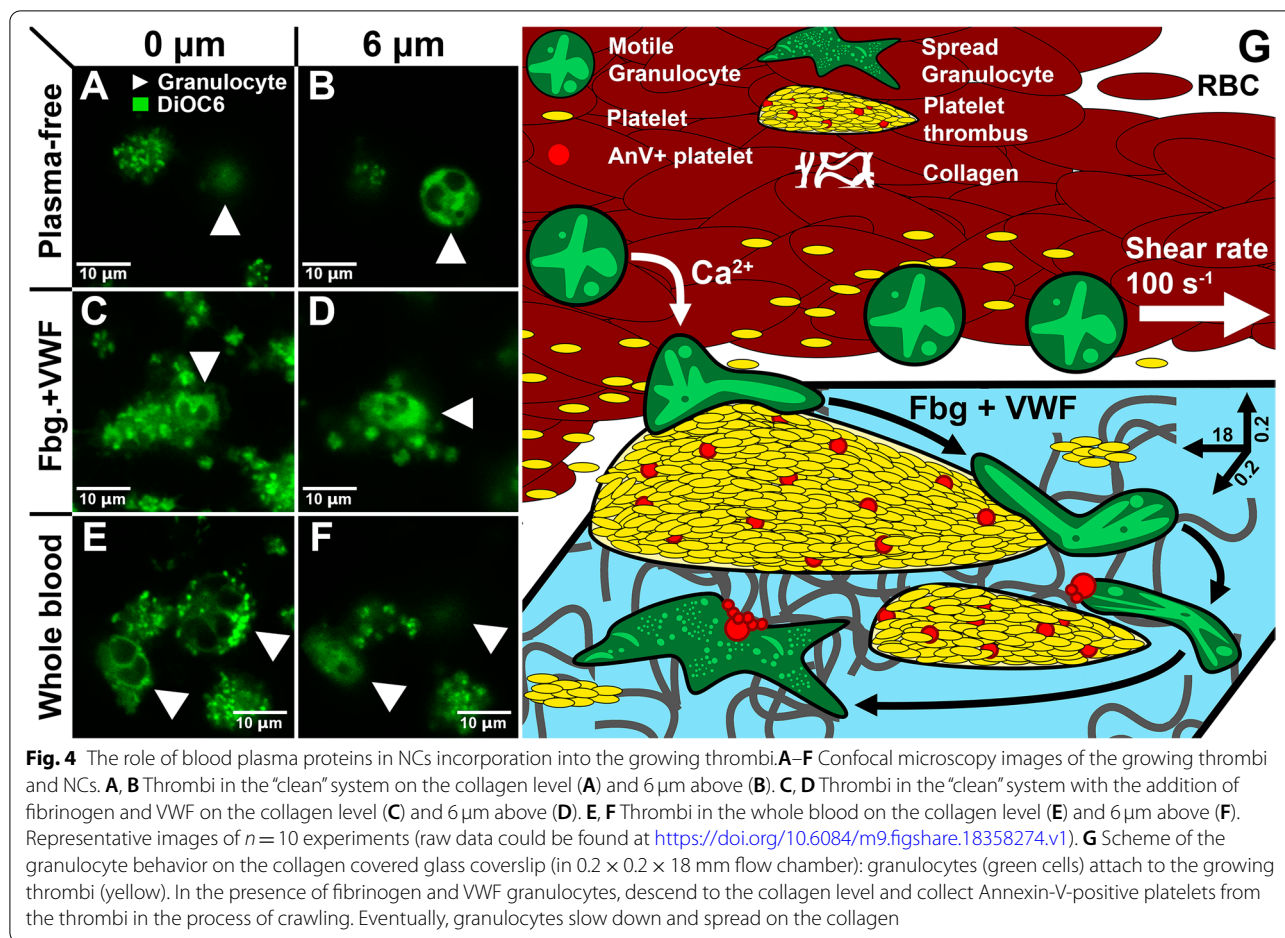 0 µm
6 µm
Plasma-free
A
Granulocyte
DiOC6
10 µm
B
10 µm
Fbg.+VWF
C
10 µm
D
10 µm
Whole blood
E
10 µm
F
10 µm
G
Motile
Granulocyte
Spread
Granulocyte
RBC
Platelet
Platelet
thrombus
AnV+ platelet
Collagen
Ca²⁺
Shear rate
100 s⁻¹
Fbg + VWF
18
0.2
0.2
Fig. 4 The role of blood plasma proteins in NCs incorporation into the growing thrombi.A–F Confocal microscopy images of the growing thrombi
and NCs. A, B Thrombi in the “clean” system on the collagen level (A) and 6 µm above (B). C, D Thrombi in the “clean” system with the addition of
fibrinogen and VWF on the collagen level (C) and 6 µm above (D). E, F Thrombi in the whole blood on the collagen level (E) and 6 µm above (F).
Representative images of n = 10 experiments (raw data could be found at https://doi.org/10.6084/m9.figshare.18358274.v1). G Scheme of the
granulocyte behavior on the collagen covered glass coverslip (in 0.2 × 0.2 × 18 mm flow chamber): granulocytes (green cells) attach to the growing
thrombi (yellow). In the presence of fibrinogen and VWF granulocytes, descend to the collagen level and collect Annexin-V-positive platelets from
the thrombi in the process of crawling. Eventually, granulocytes slow down and spread on the collagen